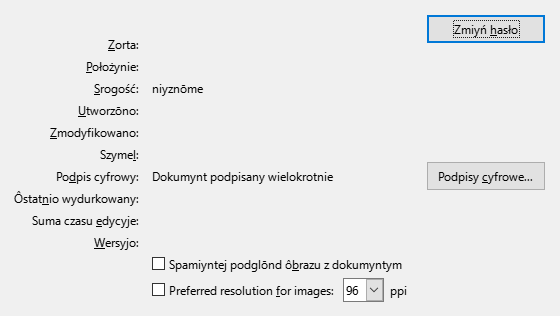 Zmiyń hasło
Zorta:
Położynie:
Srogość: niyznōme
Utworzōno:
Zmodyfikowano:
Szymel:
Podpis cyfrowy: Dokumynt podpisany wielokrotnie Podpisy cyfrowe...
Ôstatnio wydurkowany:
Suma czasu edycyje:
Wersyjo:
Spamiyntej podglōnd ôbrazu z dokumyntym
Preferred resolution for images: 96 ppi